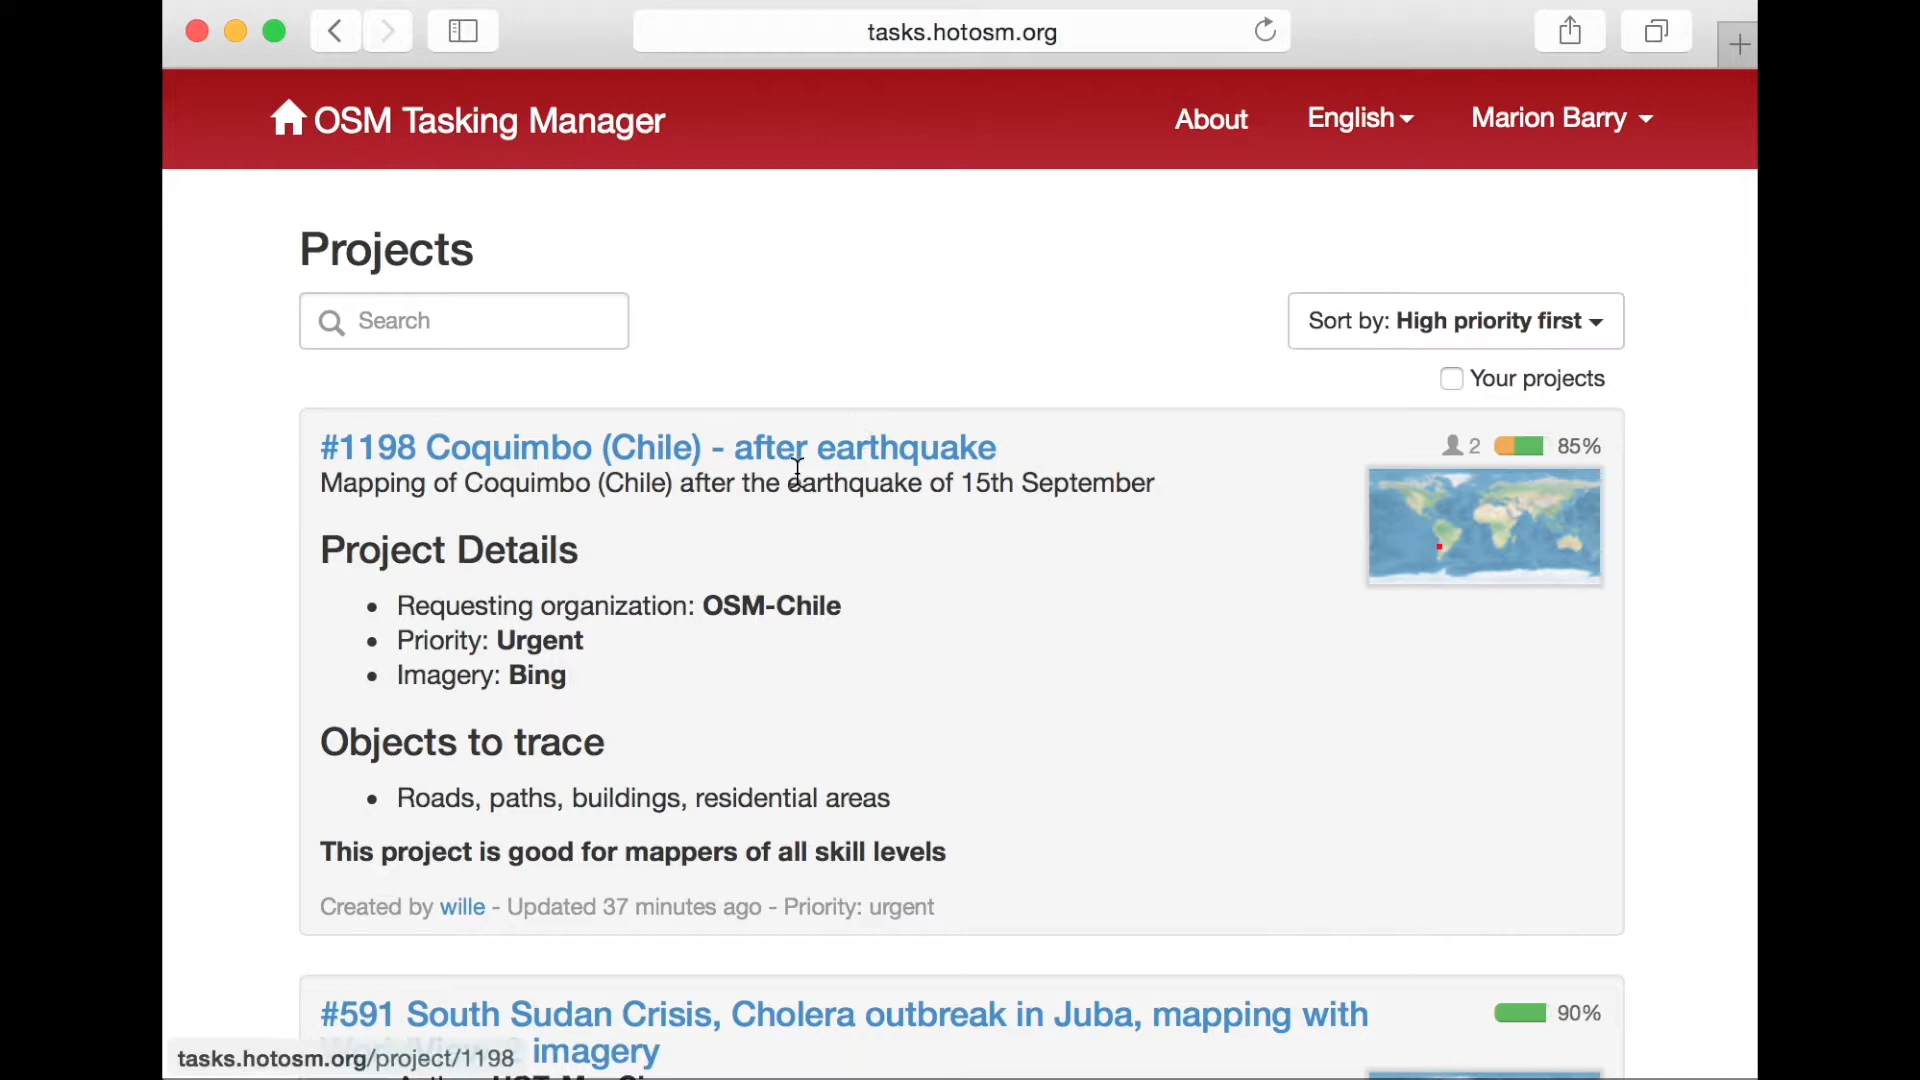 tasks.hotosm.org
OSM Tasking Manager
About
English
Marion Barry
Projects
Search
Sort by: High priority first
Your projects
#1198 Coquimbo (Chile) - after earthquake
2
85%
Mapping of Coquimbo (Chile) after the earthquake of 15th September
Project Details
Requesting organization: OSM-Chile
Priority: Urgent
Imagery: Bing
Objects to trace
Roads, paths, buildings, residential areas
This project is good for mappers of all skill levels
Created by wille - Updated 37 minutes ago - Priority: urgent
#591 South Sudan Crisis, Cholera outbreak in Juba, mapping with
90%
imagery
tasks.hotosm.org/project/1198